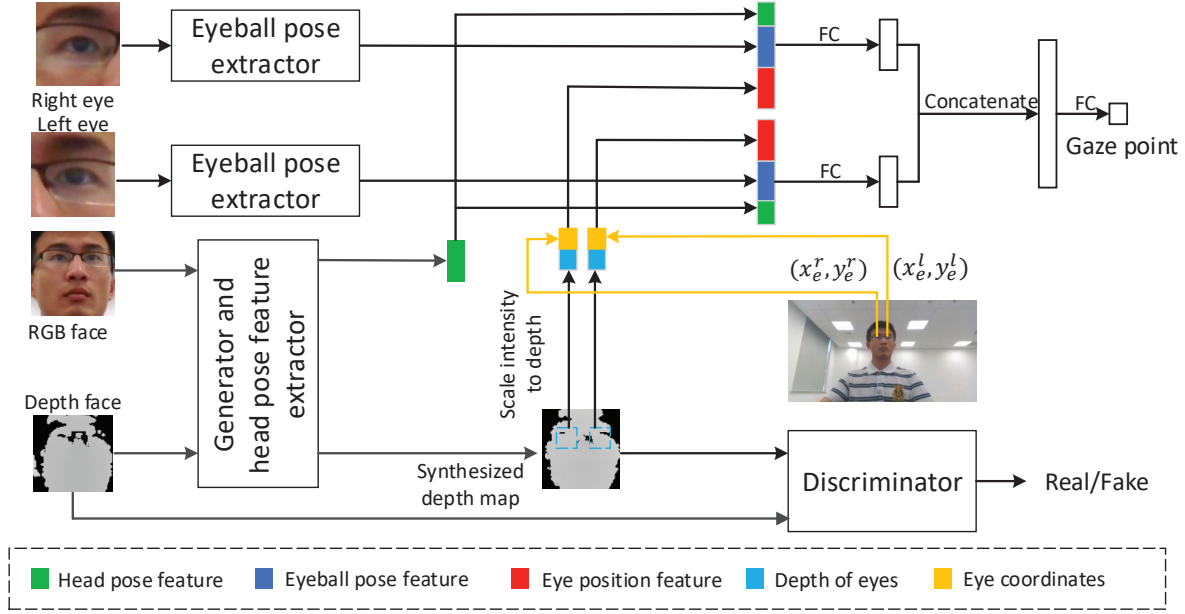 Eyeball pose
extractor
Right eye
Left eye
Eyeball pose
extractor
FC
Concatenate
FC
Gaze point
FC
RGB face
Generator and
head pose feature
extractor
(x_e^r, y_e^r)
(x_e^l, y_e^l)
Scale intensity
to depth
Depth face
Synthesized
depth map
Discriminator
Real/Fake
Head pose feature
Eyeball pose feature
Eye position feature
Depth of eyes
Eye coordinates